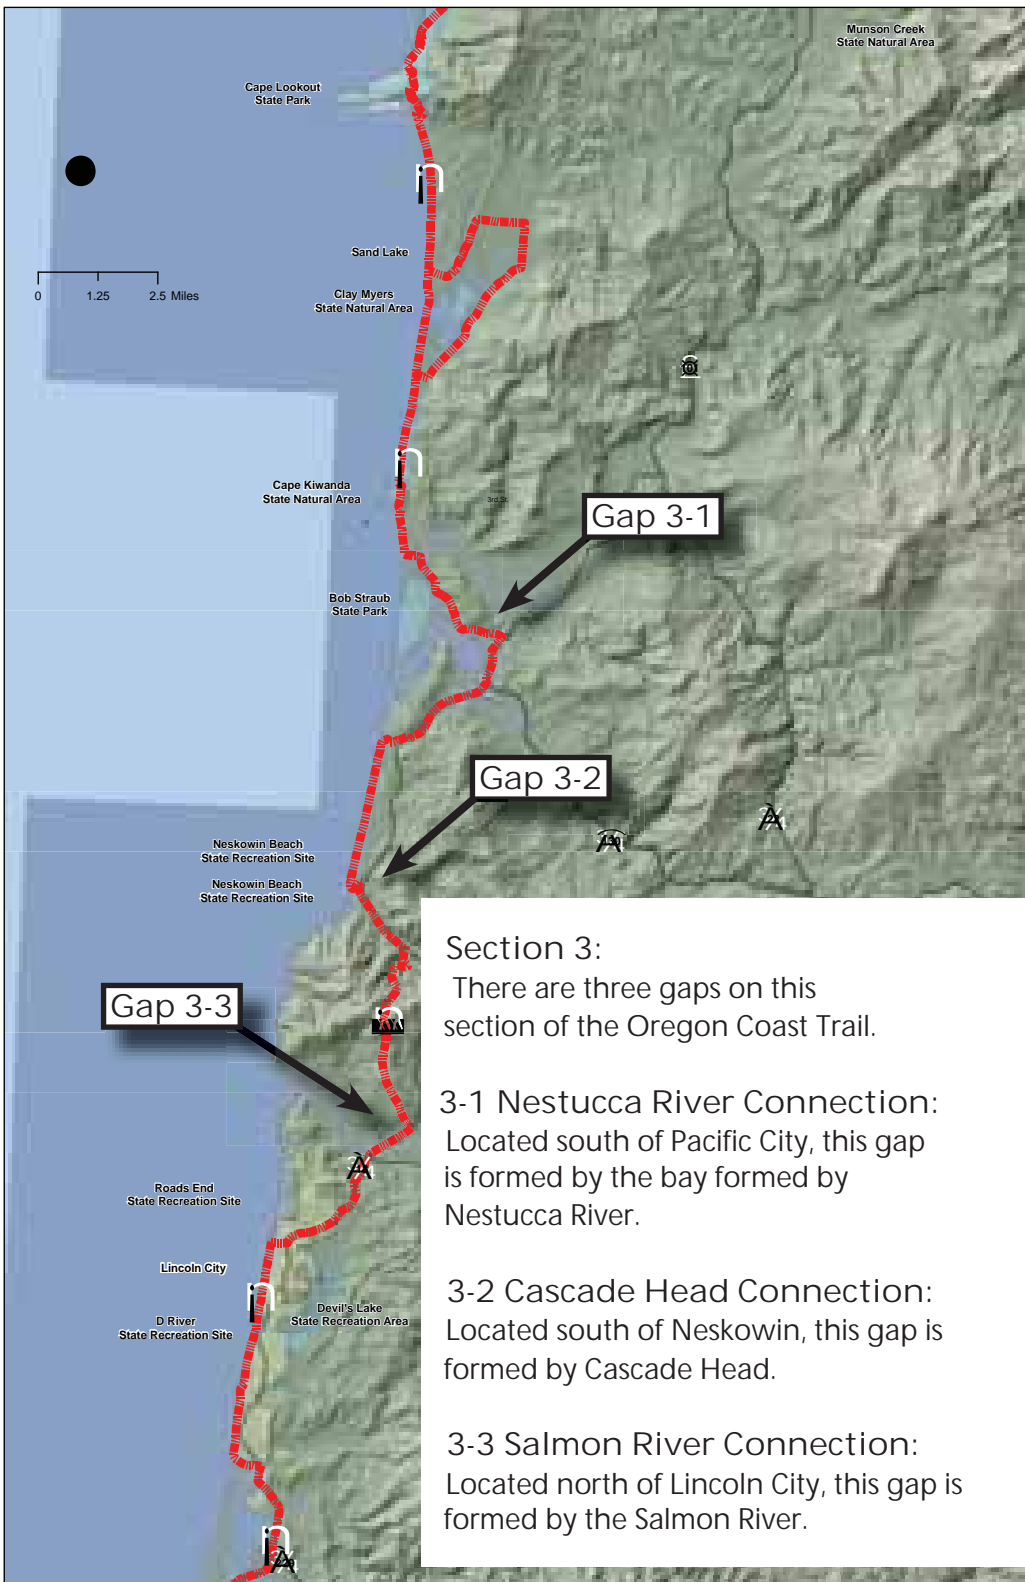 Munson Creek
State Natural Area
Cape Lookout
State Park
Sand Lake
0 1.25 2.5 Miles
Clay Myers
State Natural Area
Cape Kiwanda
State Natural Area
3rd St.
Gap 3-1
Bob Straub
State Park
Gap 3-2
Neskowin Beach
State Recreation Site
Neskowin Beach
State Recreation Site
Gap 3-3
Roads End
State Recreation Site
Lincoln City
D River
State Recreation Site
Devil's Lake
State Recreation Area
Section 3:
There are three gaps on this
section of the Oregon Coast Trail.
3-1 Nestucca River Connection:
Located south of Pacific City, this gap
is formed by the bay formed by
Nestucca River.
3-2 Cascade Head Connection:
Located south of Neskowin, this gap is
formed by Cascade Head.
3-3 Salmon River Connection:
Located north of Lincoln City, this gap is
formed by the Salmon River.